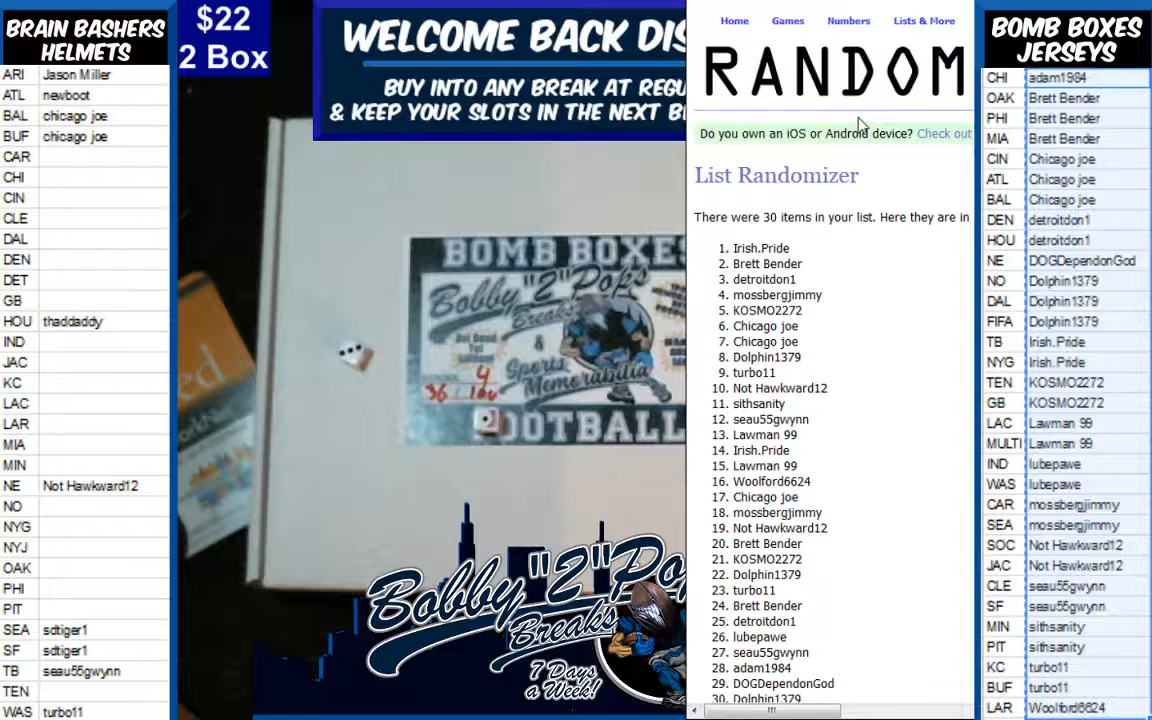 BRAIN BASHERS
HELMETS
ARI Jason Miller
ATL newboot
BAL chicago joe
BUF chicago joe
CAR
CHI
CIN
CLE
DAL
DEN
DET
GB
HOU thaddaddy
IND
JAC
KC
LAC
LAR
MIA
MIN
NE Not Hawkward12
NO
NYG
NYJ
OAK
PHI
PIT
SEA sdtiger1
SF sdtiger1
TB seau55gwynn
TEN
WAS turbo11
$22
2 Box
WELCOME BACK DIS
BUY INTO ANY BREAK AT REGU
& KEEP YOUR SLOTS IN THE NEXT B
BOMB BOXES
Bobby "2" Pops
Breaks
&
Sports
Memorabilia
4
36 / 100
FOOTBALL
Bobby "2" Po
Breaks
7 Days
a Week!
Home Games Numbers Lists & More
RANDOM
Do you own an iOS or Android device? Check out
List Randomizer
There were 30 items in your list. Here they are in
1. Irish.Pride
2. Brett Bender
3. detroitdon1
4. mossbergjimmy
5. KOSMO2272
6. Chicago joe
7. Chicago joe
8. Dolphin1379
9. turbo11
10. Not Hawkward12
11. sithsanity
12. seau55gwynn
13. Lawman 99
14. Irish.Pride
15. Lawman 99
16. Woolford6624
17. Chicago joe
18. mossbergjimmy
19. Not Hawkward12
20. Brett Bender
21. KOSMO2272
22. Dolphin1379
23. turbo11
24. Brett Bender
25. detroitdon1
26. lubepawe
27. seau55gwynn
28. adam1984
29. DOGDependonGod
30. Dolphin1379
BOMB BOXES
JERSEYS
CHI adam1984
OAK Brett Bender
PHI Brett Bender
MIA Brett Bender
CIN Chicago joe
ATL Chicago joe
BAL Chicago joe
DEN detroitdon1
HOU detroitdon1
NE DOGDependonGod
NO Dolphin1379
DAL Dolphin1379
FIFA Dolphin1379
TB Irish.Pride
NYG Irish.Pride
TEN KOSMO2272
GB KOSMO2272
LAC Lawman 99
MULTI Lawman 99
IND lubepawe
WAS lubepawe
CAR mossbergjimmy
SEA mossbergjimmy
SOC Not Hawkward12
JAC Not Hawkward12
CLE seau55gwynn
SF seau55gwynn
MIN sithsanity
PIT sithsanity
KC turbo11
BUF turbo11
LAR Woolford6624